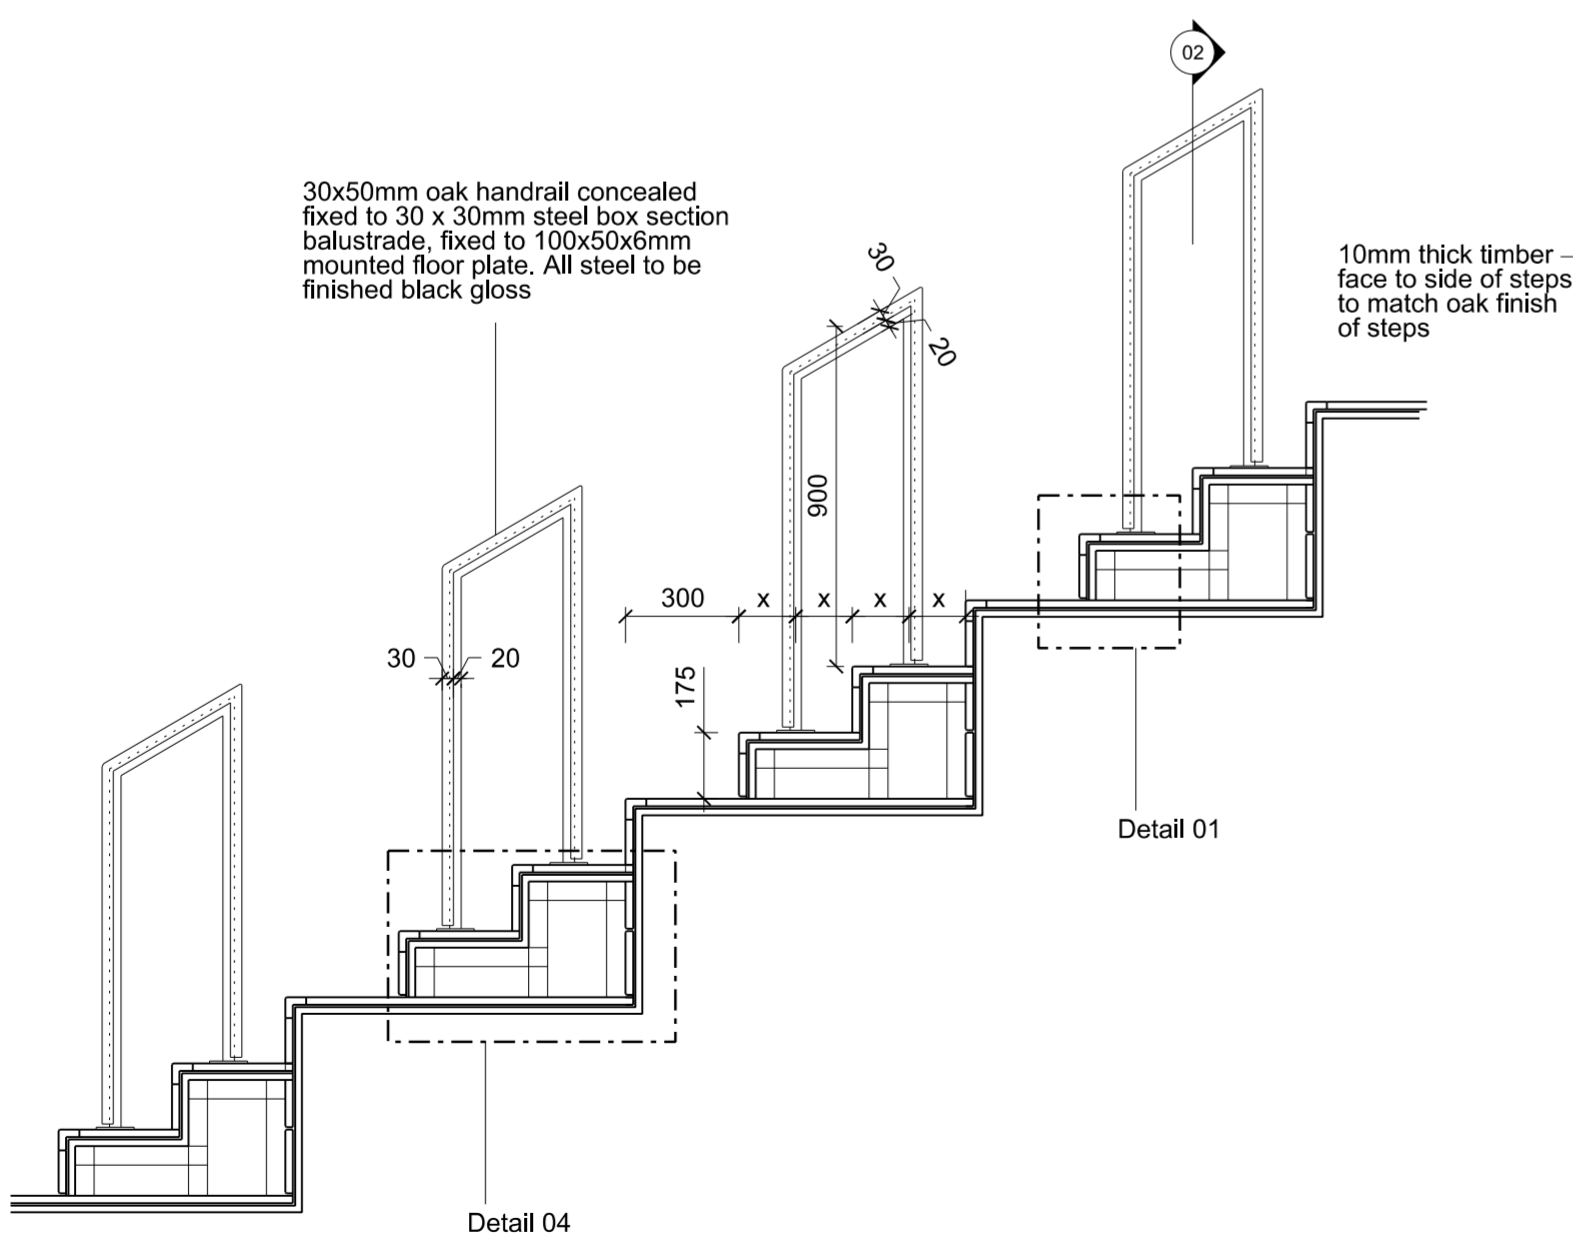 02
30x50mm oak handrail concealed
fixed to 30 x 30mm steel box section
balustrade, fixed to 100x50x6mm
mounted floor plate. All steel to be
finished black gloss
10mm thick timber
face to side of steps
to match oak finish
of steps
30
20
900
300 x x x x
30 20
175
Detail 01
Detail 04